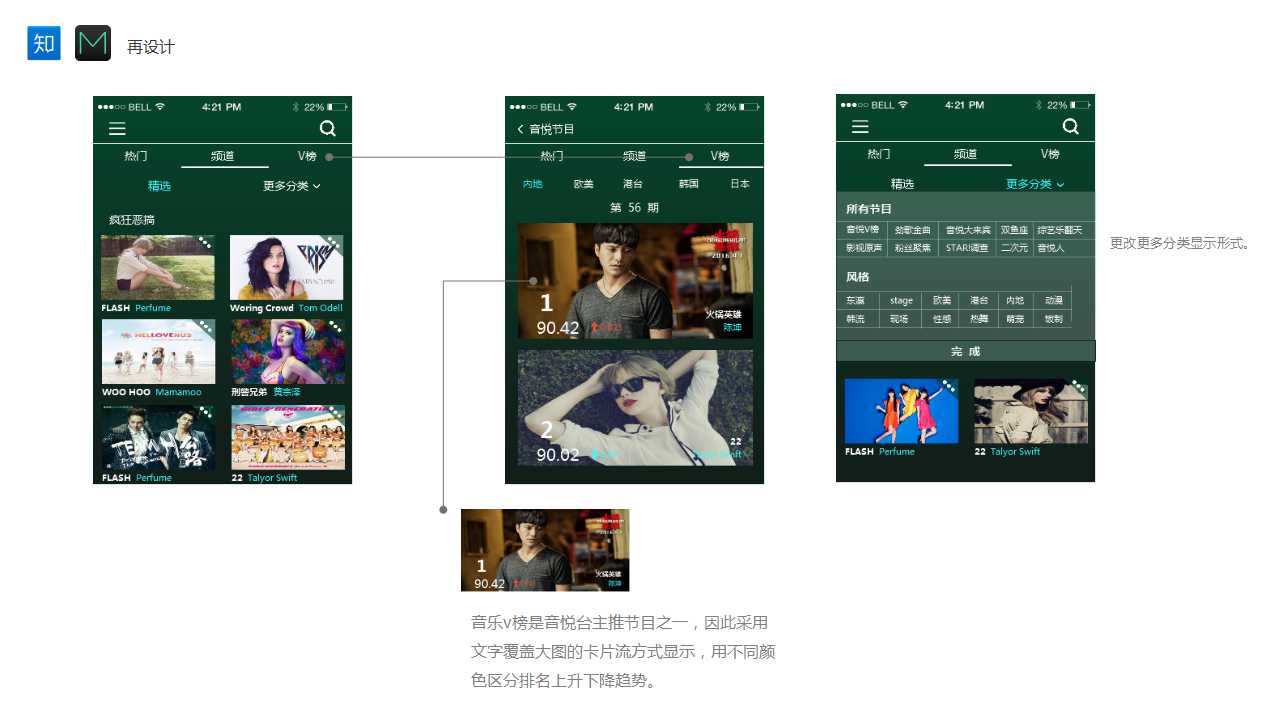 知 再设计
●●●○○ BELL 4:21 PM 22%
热门 频道 V榜
精选 更多分类
疯狂恶搞
FLASH Perfume
Woring Crowd Tom Odell
HELLOVENUS
WOO HOO Mamamoo
刑警兄弟 黄宗泽
GIRLS' GENERATION
FLASH Perfume
22 Talyor Swift
●●●○○ BELL 4:21 PM 22%
音悦节目
热门 频道 V榜
内地 欧美 港台 韩国 日本
第 56 期
2016.4.1
1
90.42
火锅英雄
陈坤
2
90.02
22
●●●○○ BELL 4:21 PM 22%
热门 频道 V榜
精选 更多分类
所有节目
音悦V榜 劲歌金曲 音悦大来宾 双鱼座 综艺乐翻天
影视原声 粉丝聚焦 STAR!调查 二次元 音悦人
风格
东瀛 stage 欧美 港台 内地 动漫
韩流 现场 性感 热舞 萌宠
完 成
FLASH Perfume
22 Talyor Swift
更改更多分类显示形式。
1
90.42
火锅英雄
陈坤
音乐v榜是音悦台主推节目之一，因此采用
文字覆盖大图的卡片流方式显示，用不同颜
色区分排名上升下降趋势。